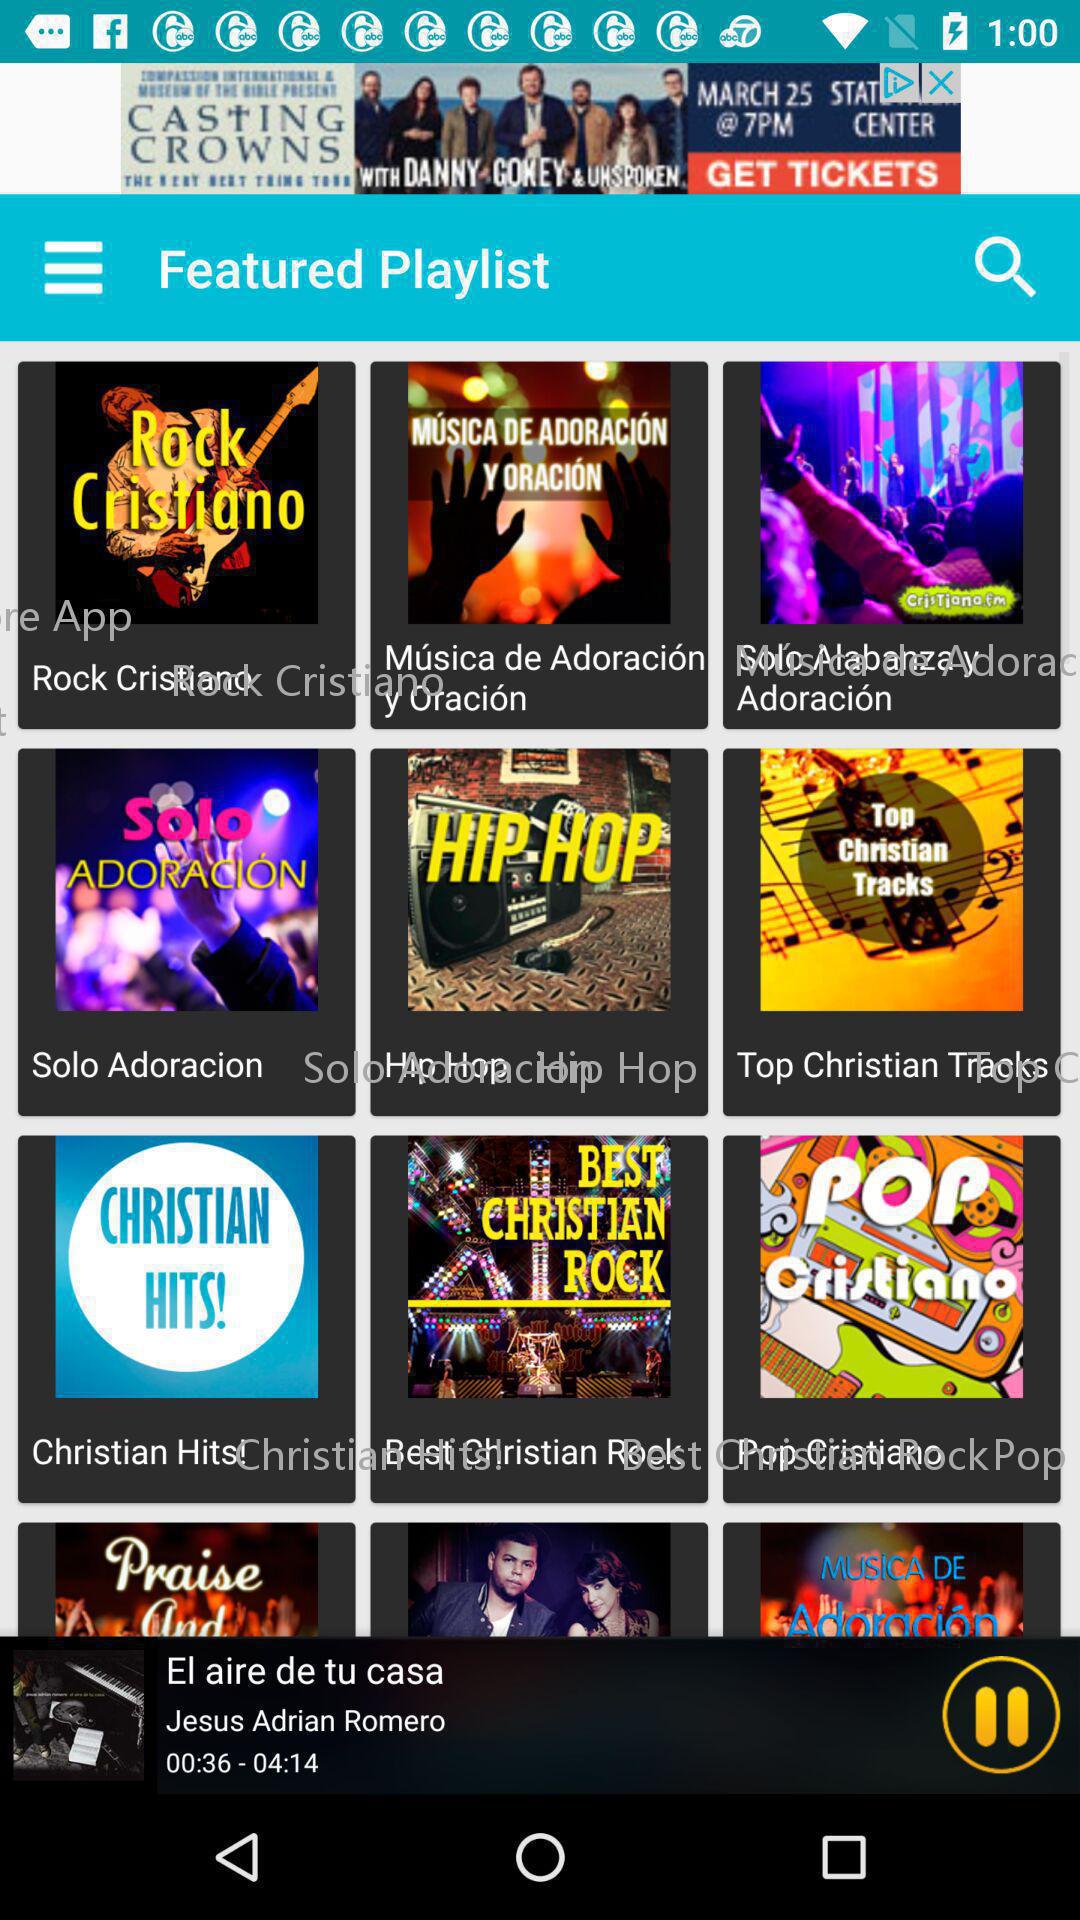 1:00
COMPASSION INTERNATIONAL &
MUSEUM OF THE BIBLE PRESENT
CASTING
CROWNS
THE VERY NEXT THING TOUR
WITH DANNY GOKEY & UNSPOKEN
MARCH 25
@ 7PM
CENTER
GET TICKETS
Featured Playlist
Rock
Cristiano
MÚSICA DE ADORACIÓN
Y ORACIÓN
CrisTiana.fm
ore App
Rock Cristiano
Rock Cristiano
Música de Adoración
y Oración
Sólo Alabanza y
Adoración
Música de Adorac
t
Solo
ADORACIÓN
HIP HOP
Top
Christian
Tracks
Solo Adoracion
Solo Adoracion
Hip Hop
Hip Hop
Top Christian Tracks
Top C
CHRISTIAN
HITS!
BEST
CHRISTIAN
ROCK
POP
Cristiano
Christian Hits!
Christian Hits!
Best Christian Rock
Best Christian Rock
Pop Cristiano
Pop
Praise
And
MUSICA DE
Adoración
El aire de tu casa
Jesus Adrian Romero
00:36 - 04:14